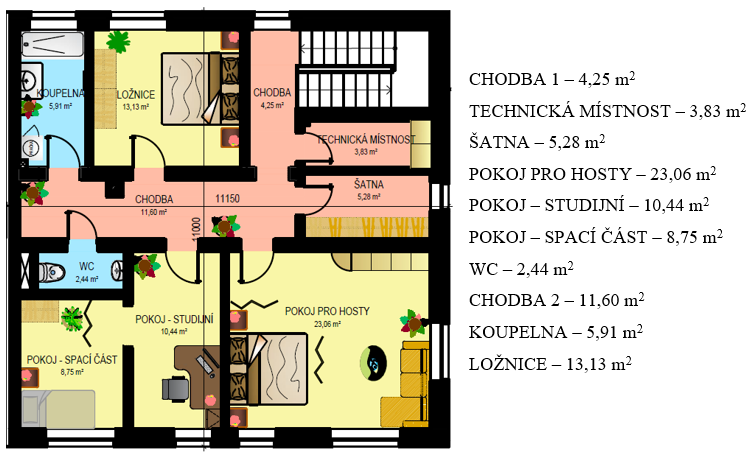 KOUPELNA
5,91 m²
LOŽNICE
13,13 m²
CHODBA
4,25 m²
TECHNICKÁ MÍSTNOST
3,83 m²
ŠATNA
5,28 m²
CHODBA
11,60 m²
11150
11000
WC
2,44 m²
POKOJ - STUDIJNÍ
10,44 m²
POKOJ PRO HOSTY
23,06 m²
POKOJ - SPACÍ ČÁST
8,75 m²
CHODBA 1 – 4,25 m²
TECHNICKÁ MÍSTNOST – 3,83 m²
ŠATNA – 5,28 m²
POKOJ PRO HOSTY – 23,06 m²
POKOJ – STUDIJNÍ – 10,44 m²
POKOJ – SPACÍ ČÁST – 8,75 m²
WC – 2,44 m²
CHODBA 2 – 11,60 m²
KOUPELNA – 5,91 m²
LOŽNICE – 13,13 m²